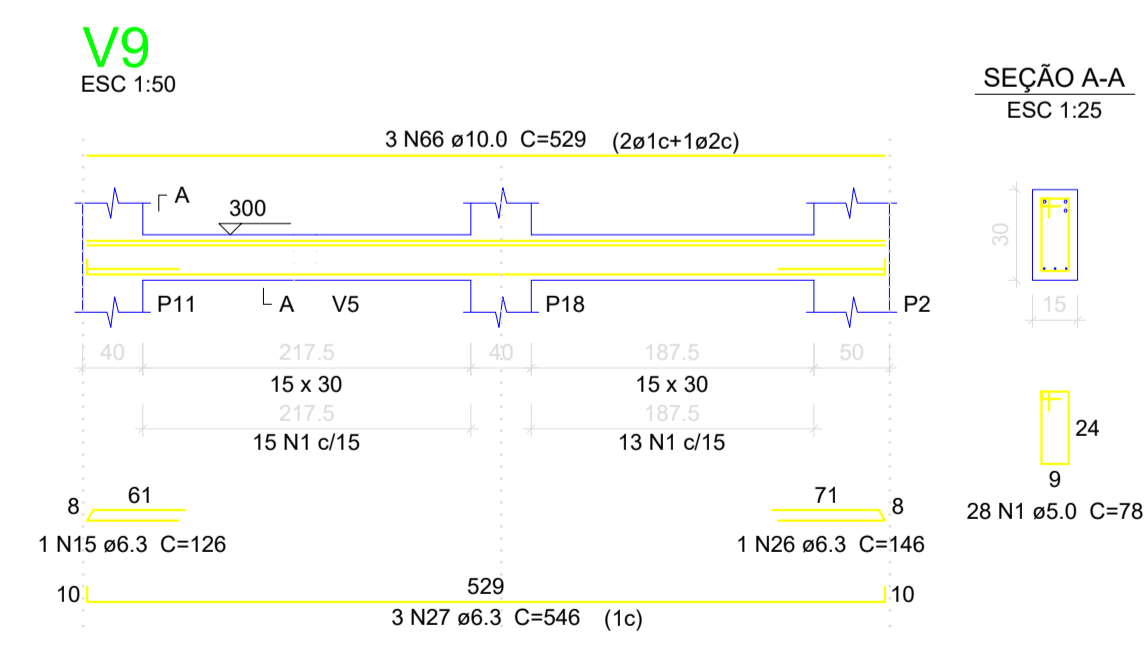 V9
ESC 1:50
SEÇÃO A-A
ESC 1:25
3 N66 ø10.0 C=529 (2ø1c+1ø2c)
A
300
30
A
P11
V5
P18
P2
15
40
217.5
40
187.5
50
15 x 30
15 x 30
217.5
187.5
15 N1 c/15
13 N1 c/15
24
9
28 N1 ø5.0 C=78
8
61
71
8
1 N15 ø6.3 C=126
1 N26 ø6.3 C=146
10
529
10
3 N27 ø6.3 C=546 (1c)